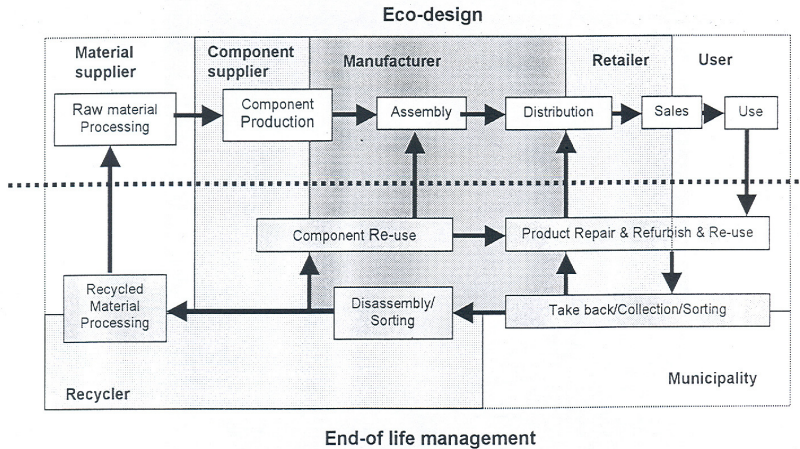 Eco-design
Material
supplier
Component
supplier
Manufacturer
Retailer
User
Raw material
Processing
Component
Production
Assembly
Distribution
Sales
Use
Component Re-use
Product Repair & Refurbish & Re-use
Recycled
Material
Processing
Disassembly/
Sorting
Take back/Collection/Sorting
Recycler
Municipality
End-of life management